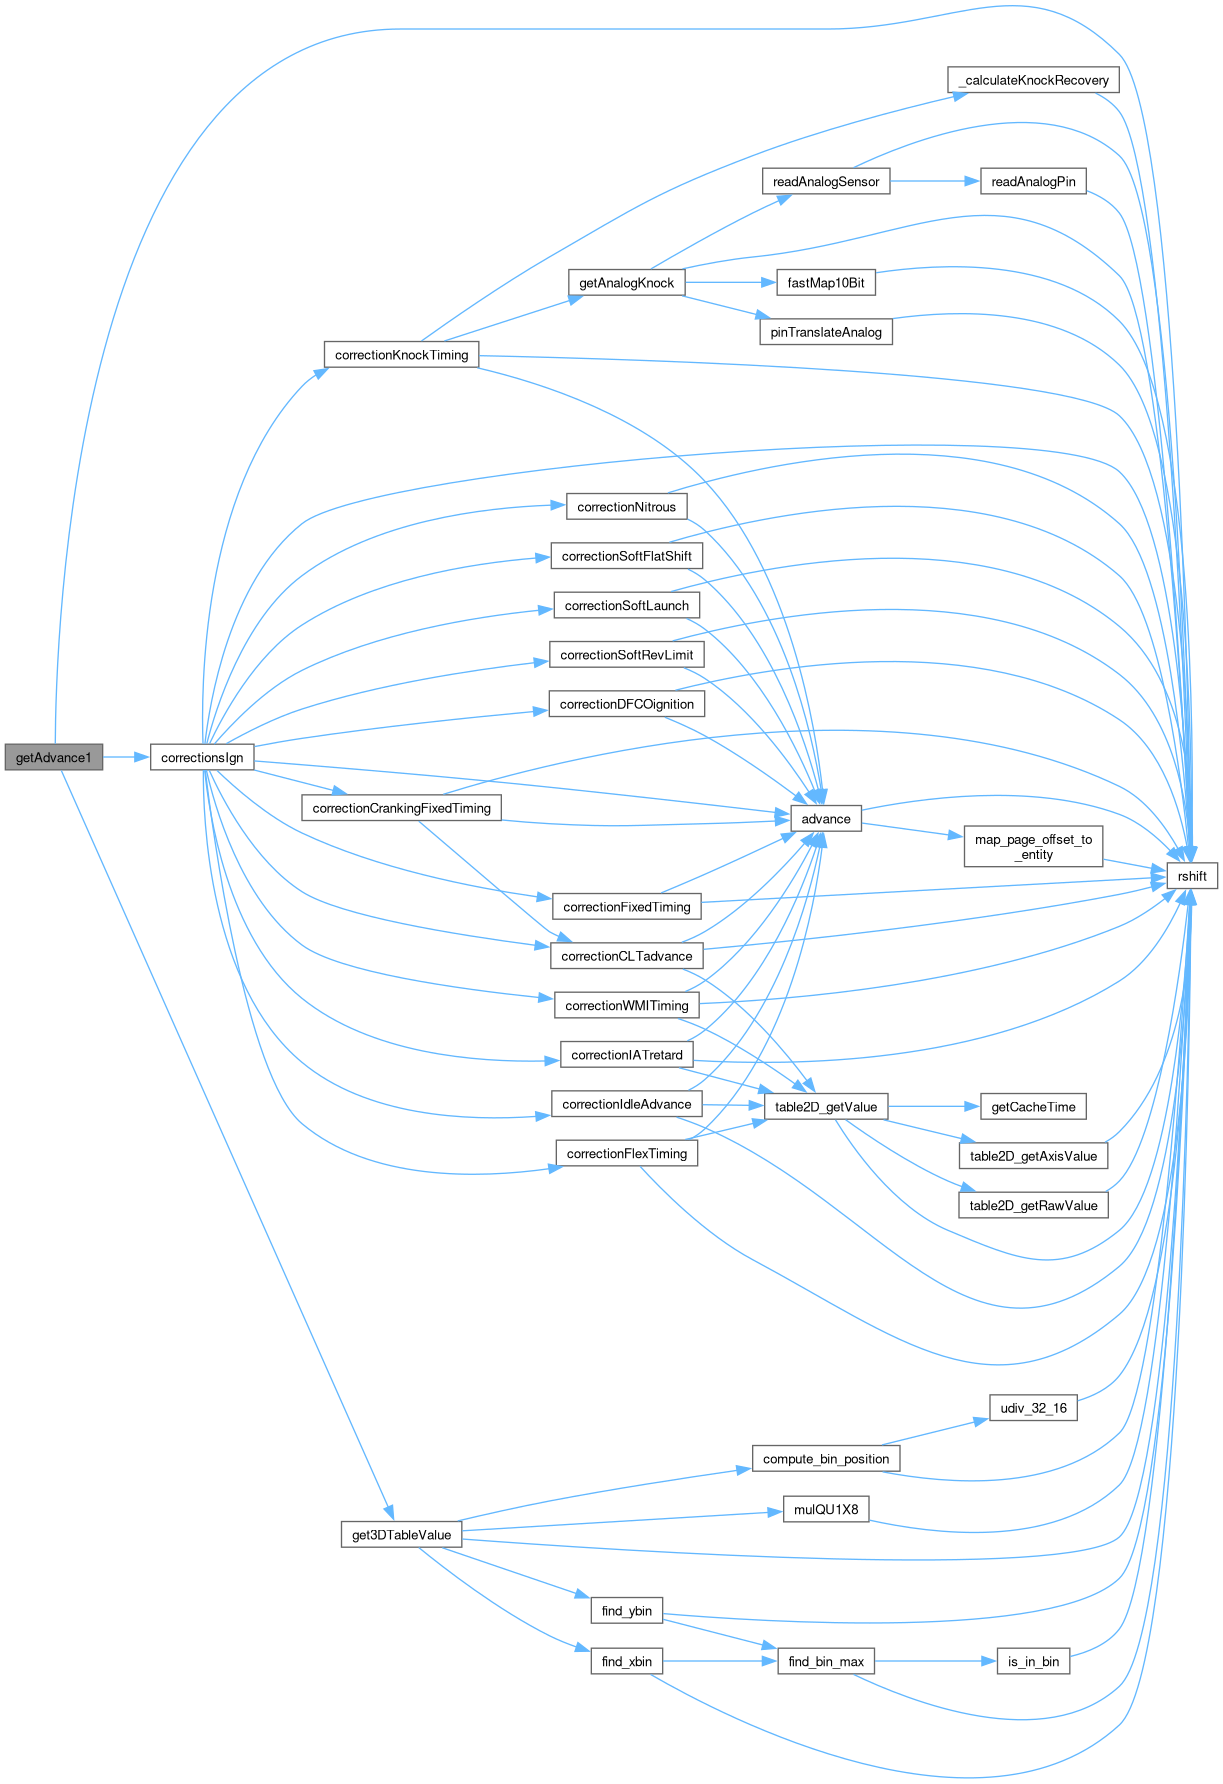 _calculateKnockRecovery
readAnalogSensor
readAnalogPin
getAnalogKnock
fastMap10Bit
pinTranslateAnalog
correctionKnockTiming
correctionNitrous
correctionSoftFlatShift
correctionSoftLaunch
correctionSoftRevLimit
correctionDFCOignition
getAdvance1
correctionsIgn
correctionCrankingFixedTiming
advance
map_page_offset_to
_entity
rshift
correctionFixedTiming
correctionCLTadvance
correctionWMITiming
correctionIATretard
correctionIdleAdvance
table2D_getValue
getCacheTime
correctionFlexTiming
table2D_getAxisValue
table2D_getRawValue
udiv_32_16
compute_bin_position
mulQU1X8
get3DTableValue
find_ybin
find_xbin
find_bin_max
is_in_bin